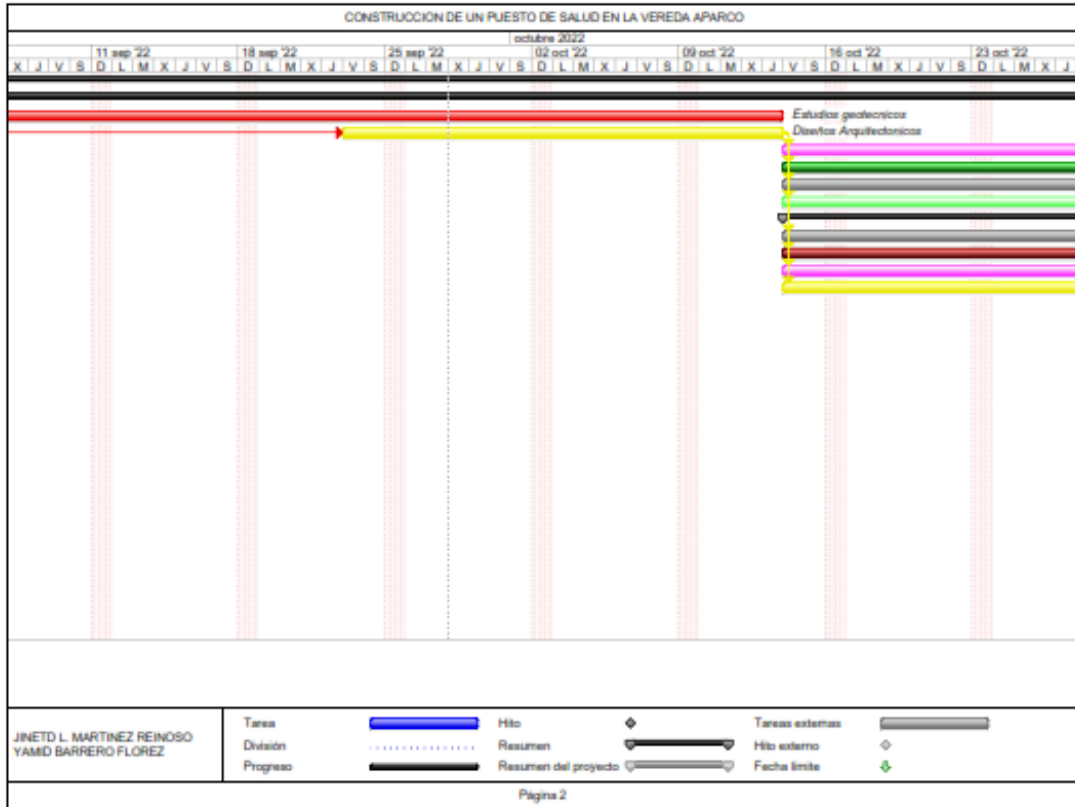 CONSTRUCCION DE UN PUESTO DE SALUD EN LA VEREDA APARCO
octubre 2022
11 sep '22 18 sep '22 25 sep '22 02 oct '22 09 oct '22 16 oct '22 23 oct '22
X J V S D L M X J V S D L M X J V S D L M X J V S D L M X J V S D L M X J V S D L M X J V S D L M X J
Estudios geotecnicos
Diseños Arquitectonicos
JINETD L. MARTINEZ REINOSO
YAMID BARRERO FLOREZ
Tarea Hito Tareas externas
División Resumen Hito externo
Progreso Resumen del proyecto Fecha límite
Página 2